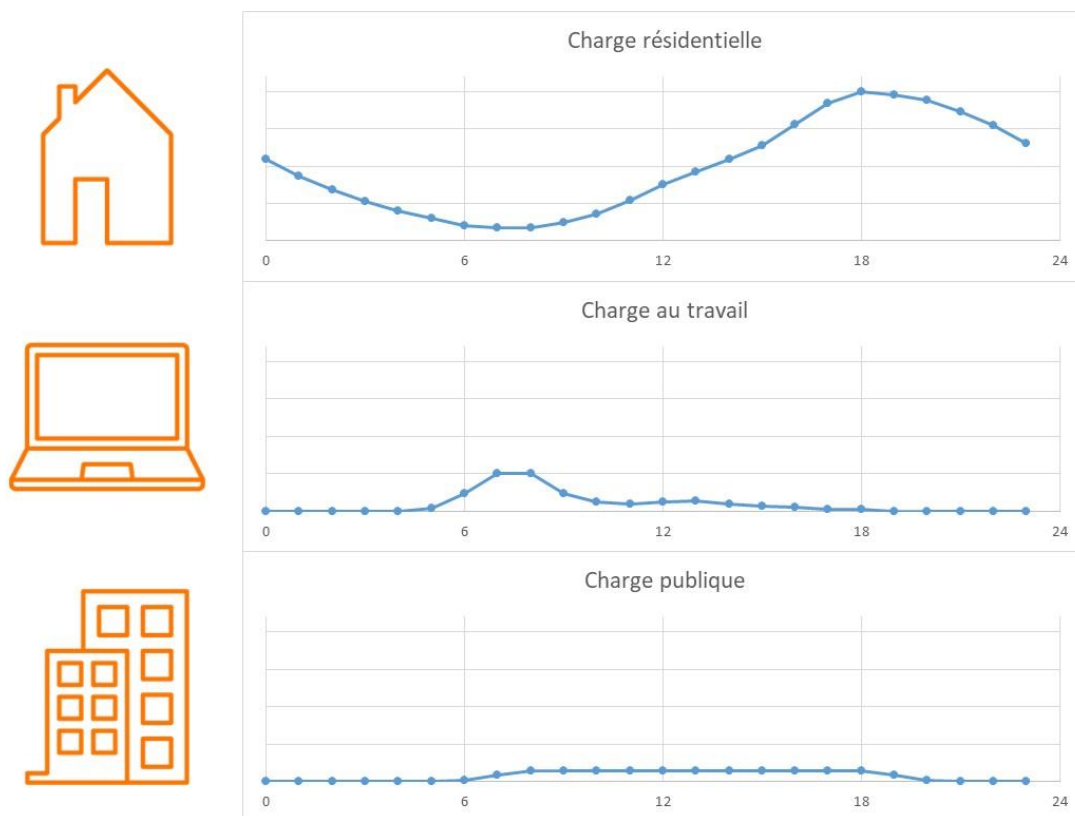 Charge résidentielle
0 6 12 18 24
Charge au travail
0 6 12 18 24
Charge publique
0 6 12 18 24